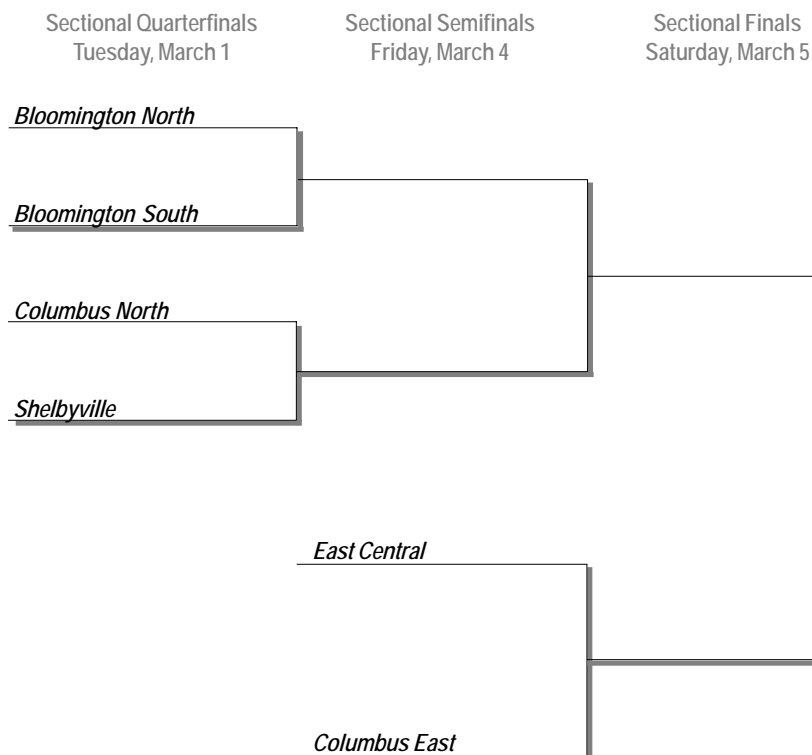 Sectional Quarterfinals
Tuesday, March 1
Sectional Semifinals
Friday, March 4
Sectional Finals
Saturday, March 5
Bloomington North
Bloomington South
Columbus North
Shelbyville
East Central
Columbus East